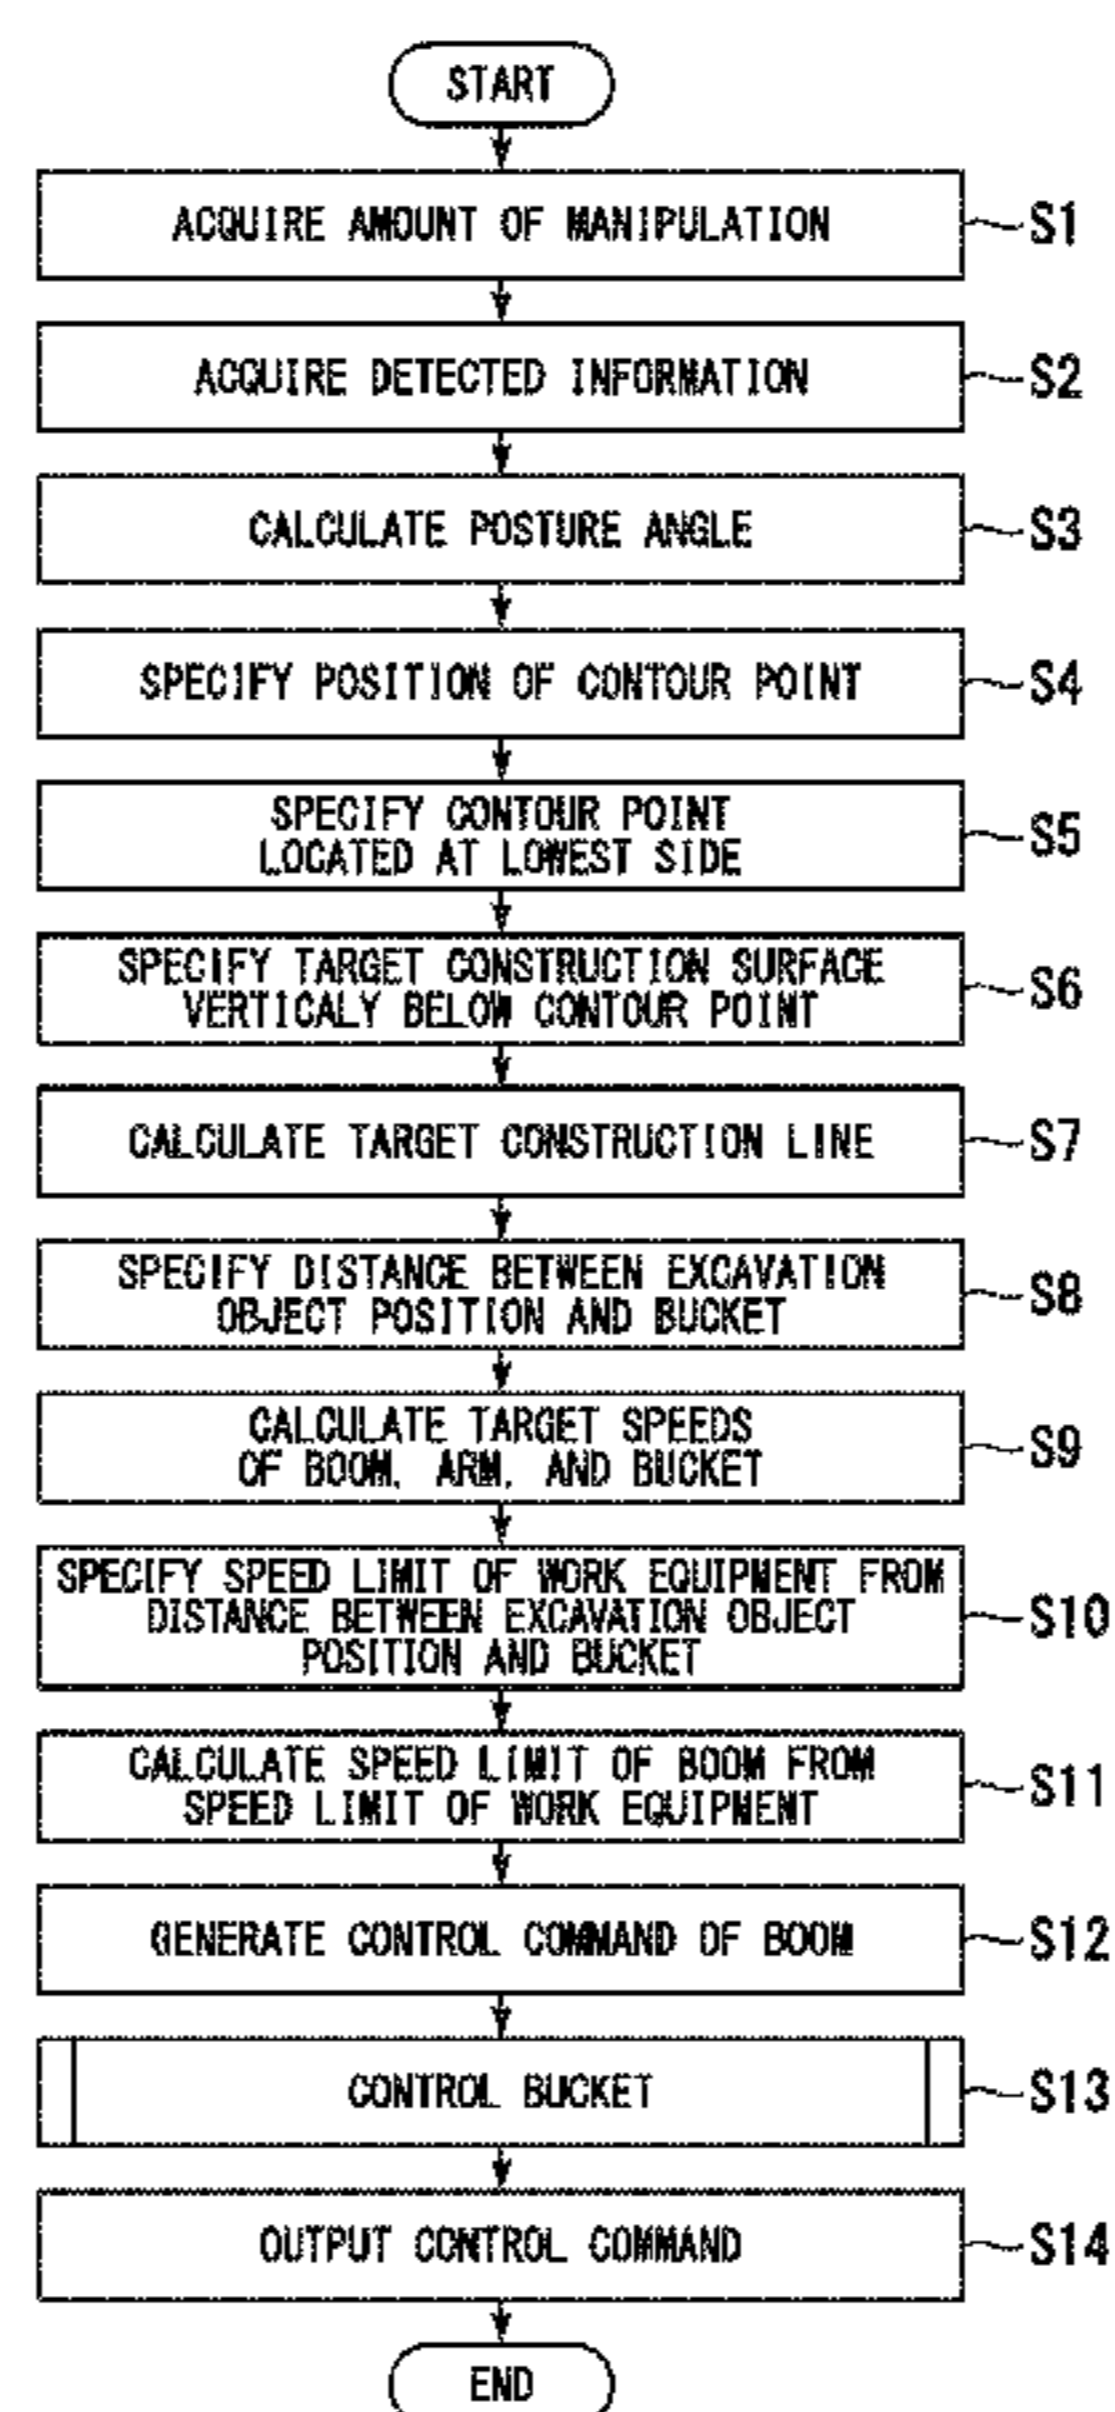 START
ACQUIRE AMOUNT OF MANIPULATION
S1
ACQUIRE DETECTED INFORMATION
S2
CALCULATE POSTURE ANGLE
S3
SPECIFY POSITION OF CONTOUR POINT
S4
SPECIFY CONTOUR POINT
LOCATED AT LOWEST SIDE
S5
SPECIFY TARGET CONSTRUCTION SURFACE
VERTICALY BELOW CONTOUR POINT
S6
CALCULATE TARGET CONSTRUCTION LINE
S7
SPECIFY DISTANCE BETWEEN EXCAVATION
OBJECT POSITION AND BUCKET
S8
CALCULATE TARGET SPEEDS
OF BOOM, ARM, AND BUCKET
S9
SPECIFY SPEED LIMIT OF WORK EQUIPMENT FROM
DISTANCE BETWEEN EXCAVATION OBJECT
POSITION AND BUCKET
S10
CALCULATE SPEED LIMIT OF BOOM FROM
SPEED LIMIT OF WORK EQUIPMENT
S11
GENERATE CONTROL COMMAND OF BOOM
S12
CONTROL BUCKET
S13
OUTPUT CONTROL COMMAND
S14
END